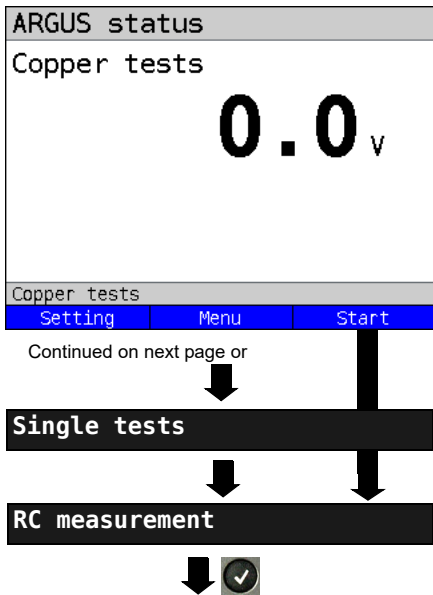 ARGUS status
Copper tests
0.0 V
Copper tests
Setting Menu Start
Continued on next page or
Single tests
RC measurement